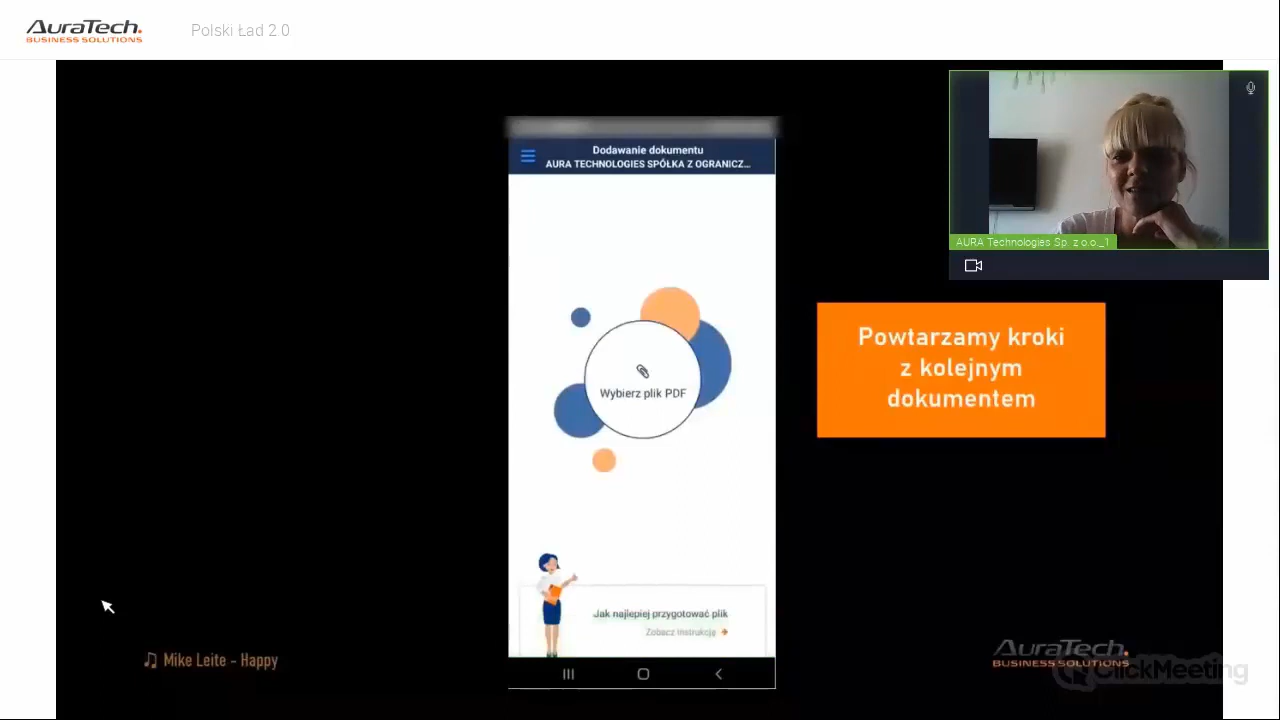 AuraTech.
BUSINESS SOLUTIONS
Polski Ład 2.0
Dodawanie dokumentu
AURA TECHNOLOGIES SPÓŁKA Z OGRANICZ...
AURA Technologies Sp. z o.o._1
Powtarzamy kroki
z kolejnym
dokumentem
Wybierz plik PDF
Jak najlepiej przygotować plik
Zobacz instrukcję
Mike Leite - Happy
AuraTech.
BUSINESS SOLUTIONS
ClickMeeting